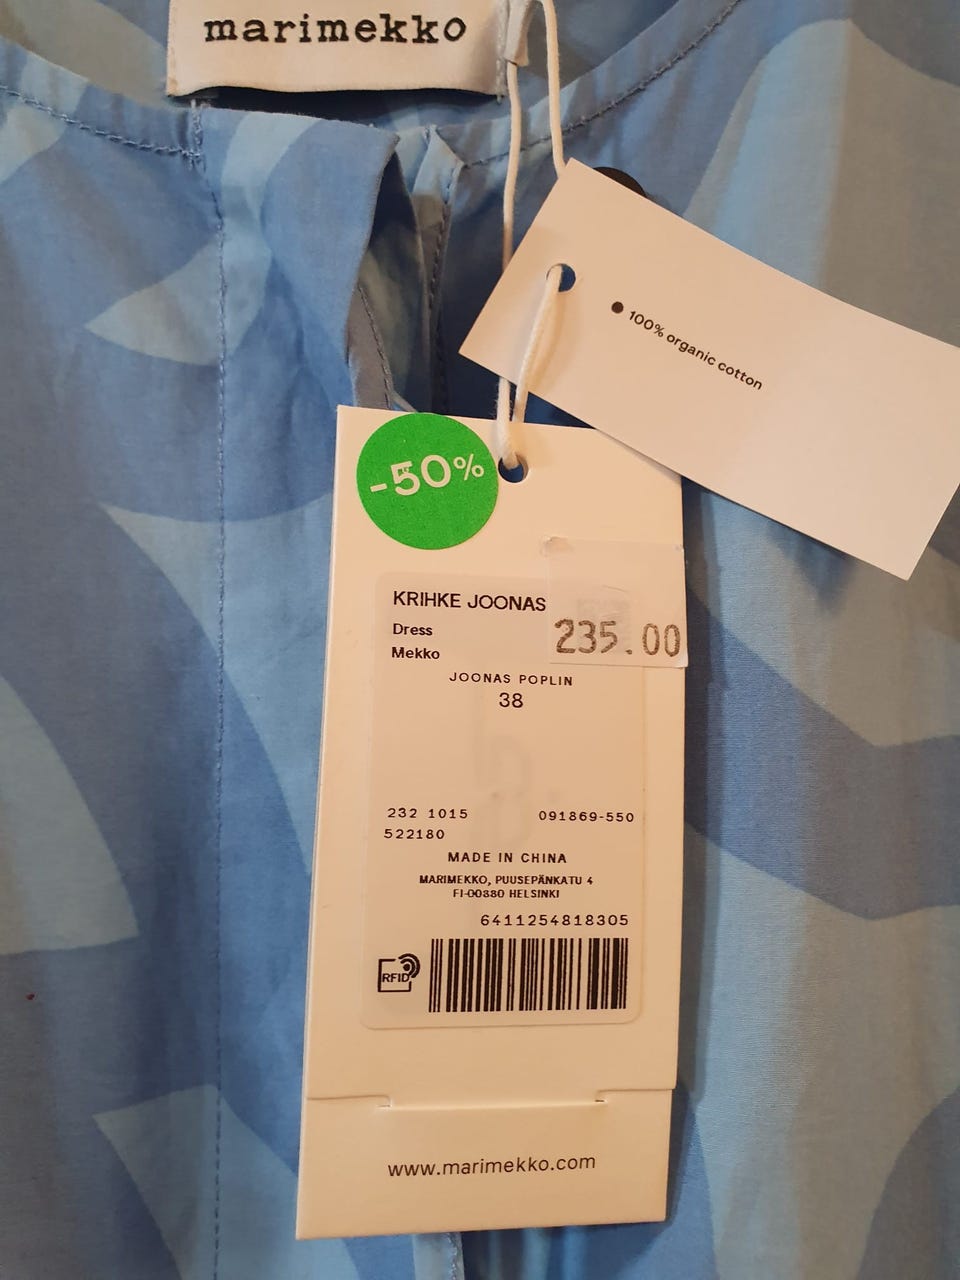 marimekko
100% organic cotton
-50%
KRIHKE JOONAS
235.00
Dress
Mekko
JOONAS POPLIN
38
232 1015
091869-550
522180
MADE IN CHINA
MARIMEKKO, PUUSEPÄNKATU 4
FI-00880 HELSINKI
6411254818305
RFID
www.marimekko.com